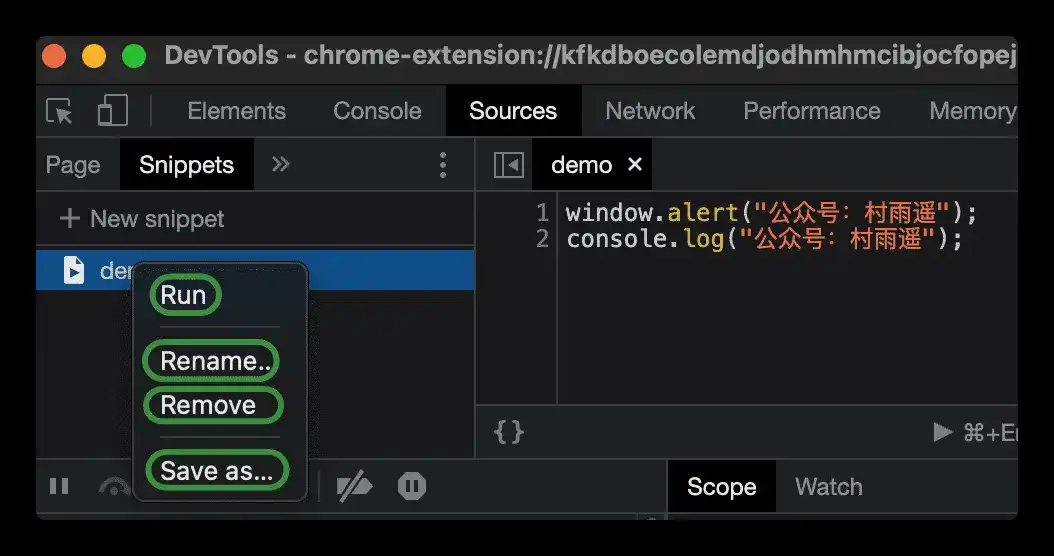 DevTools - chrome-extension://kfkdboecolemdjodhmhmcibjocfopej
Elements Console Sources Network Performance Memory
Page Snippets » demo ×
+ New snippet
1 window.alert("公众号：村雨遥");
2 console.log("公众号：村雨遥");
Run
Rename..
Remove
Save as...
{} ⌘+
Scope Watch